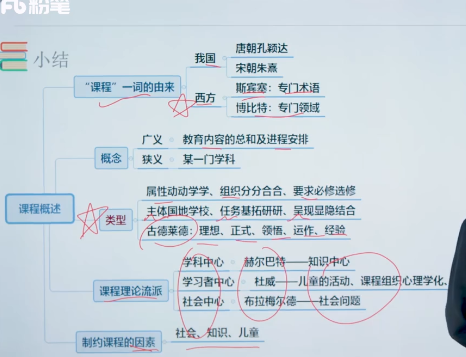 粉笔
小结
课程概述
“课程”一词的由来
我国
唐朝孔颖达
宋朝朱熹
西方
斯宾塞：专门术语
博比特：专门领域
概念
广义
教育内容的总和及进程安排
狭义
某一门学科
类型
属性动动学学、组织分分合合、要求必修选修
主体国地学校、任务基拓研研、呈现显隐结合
古德莱德：理想、正式、领悟、运作、经验
课程理论流派
学科中心
赫尔巴特——知识中心
学习者中心
杜威——儿童的活动、课程组织心理学化、
社会中心
布拉梅尔德——社会问题
制约课程的因素
社会、知识、儿童